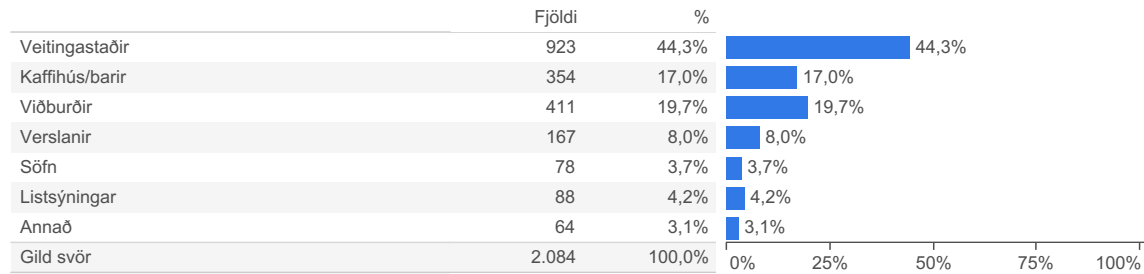 Fjöldi %
Veitingastaðir 923 44,3% 44,3%
Kaffihús/barir 354 17,0% 17,0%
Viðburðir 411 19,7% 19,7%
Verslanir 167 8,0% 8,0%
Söfn 78 3,7% 3,7%
Listsýningar 88 4,2% 4,2%
Annað 64 3,1% 3,1%
Gild svör 2.084 100,0%
0% 25% 50% 75% 100%